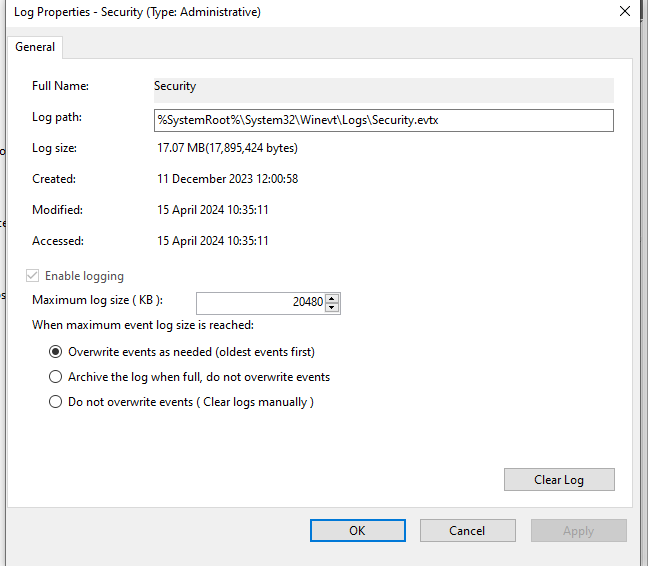 Log Properties - Security (Type: Administrative)
General
Full Name: Security
Log path: %SystemRoot%\System32\Winevt\Logs\Security.evtx
Log size: 17.07 MB(17,895,424 bytes)
Created: 11 December 2023 12:00:58
Modified: 15 April 2024 10:35:11
Accessed: 15 April 2024 10:35:11
Enable logging
Maximum log size ( KB ): 20480
When maximum event log size is reached:
Overwrite events as needed (oldest events first)
Archive the log when full, do not overwrite events
Do not overwrite events ( Clear logs manually )
Clear Log
OK Cancel Apply